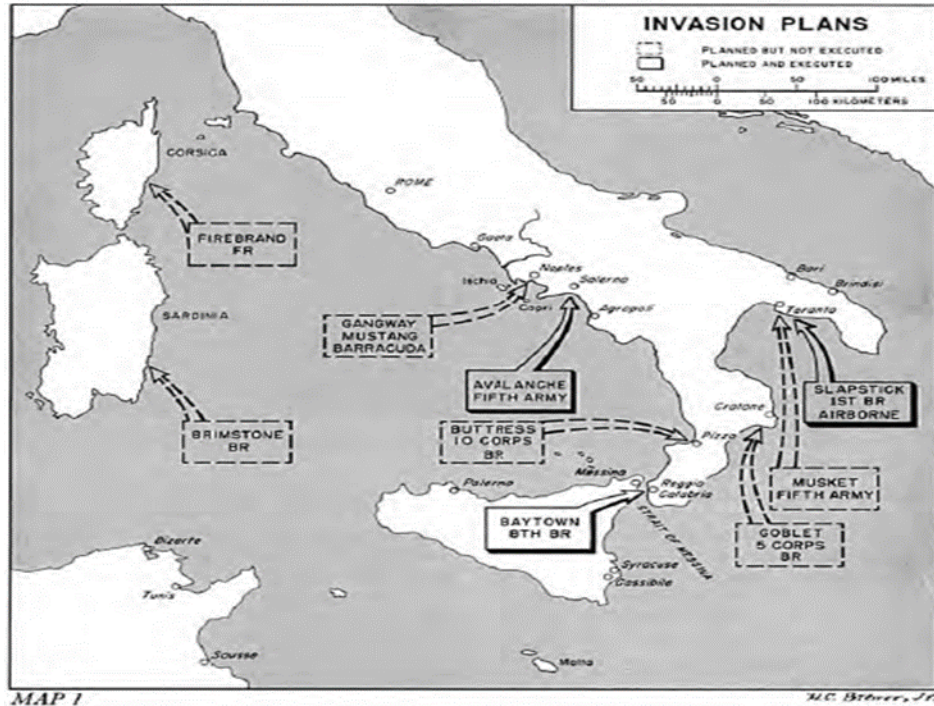 INVASION PLANS
PLANNED BUT NOT EXECUTED
PLANNED AND EXECUTED
50 0 50 100 MILES
50 0 50 100 KILOMETERS
CORSICA
ROME
FIREBRAND
FR
Gaeta
Naples
Ischia
Salerno
Capri
Agropoli
Bari
Brindisi
Taranto
SARDINIA
GANGWAY
MUSTANG
BARRACUDA
AVALANCHE
FIFTH ARMY
SLAPSTICK
1ST BR
AIRBORNE
Crotone
BUTTRESS
10 CORPS
BR
Pizzo
BRIMSTONE
BR
MUSKET
FIFTH ARMY
Messina
Palermo
Reggio
Calabria
BAYTOWN
8TH BR
STRAIT OF MESSINA
GOBLET
5 CORPS
BR
Bizerte
Tunis
Syracuse
Cassibile
Sousse
Malta
MAP 1
H.C. Brewer, Jr.